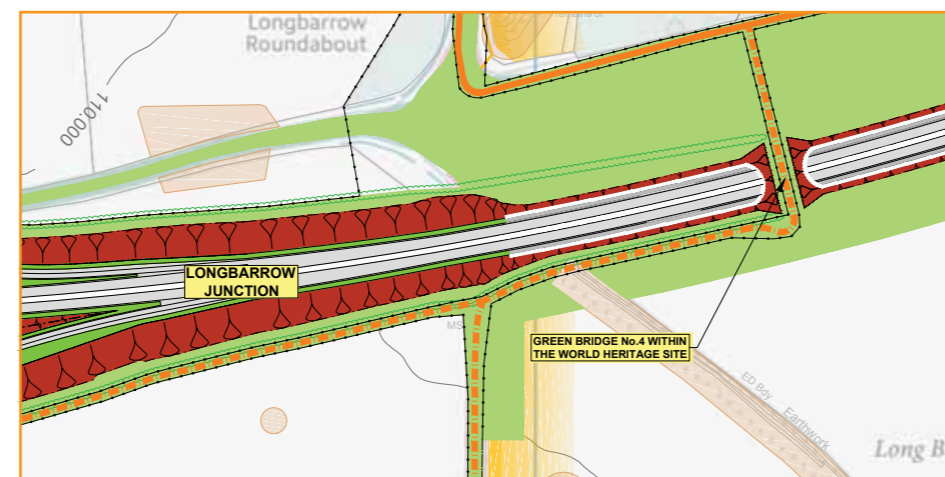 Longbarrow
Roundabout
110.000
LONGBARROW
JUNCTION
MS
GREEN BRIDGE No.4 WITHIN
THE WORLD HERITAGE SITE
ED Bdy
Earthwork
Long B